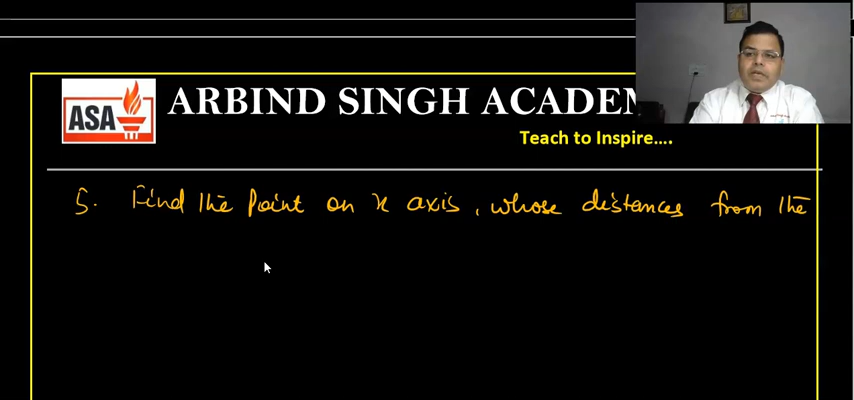 ASA
ARBIND SINGH ACADEM
Teach to Inspire....
5. Find the Point on x axis, whose distances from the